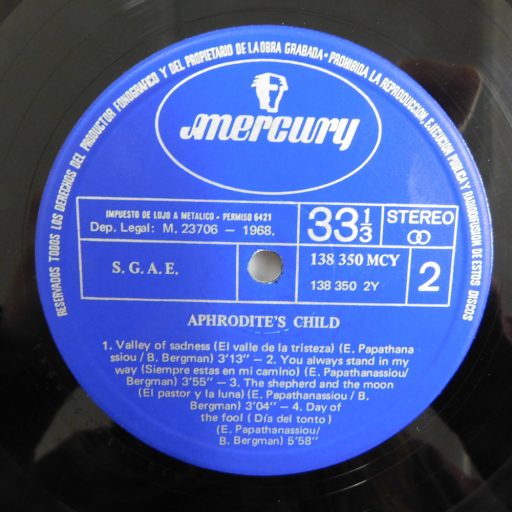 RESERVADOS TODOS LOS DERECHOS DEL PRODUCTOR FONOGRAFICO Y DEL PROPIETARIO DE LA OBRA GRABADA • PROHIBIDA LA REPRODUCCION, EJECUCION PUBLICA Y RADIODIFUSION DE ESTOS DISCOS
mercury
IMPUESTO DE LUJO A METALICO - PERMISO 6421
Dep. Legal: M. 23706 — 1968.
33 1/3
STEREO
S. G. A. E.
138 350 MCY
138 350 2Y
2
APHRODITE'S CHILD
1. Valley of sadness (El valle de la tristeza) (E. Papathana
ssiou / B. Bergman) 3'13" — 2. You always stand in my
way (Siempre estas en mi camino) (E. Papathanassiou/
Bergman) 3'55" — 3. The shepherd and the moon
(El pastor y la luna) (E. Papathanassiou / B.
Bergman) 3'04" — 4. Day of
the fool ( Día del tonto )
(E. Papathanassiou/
B. Bergman) 5'58"